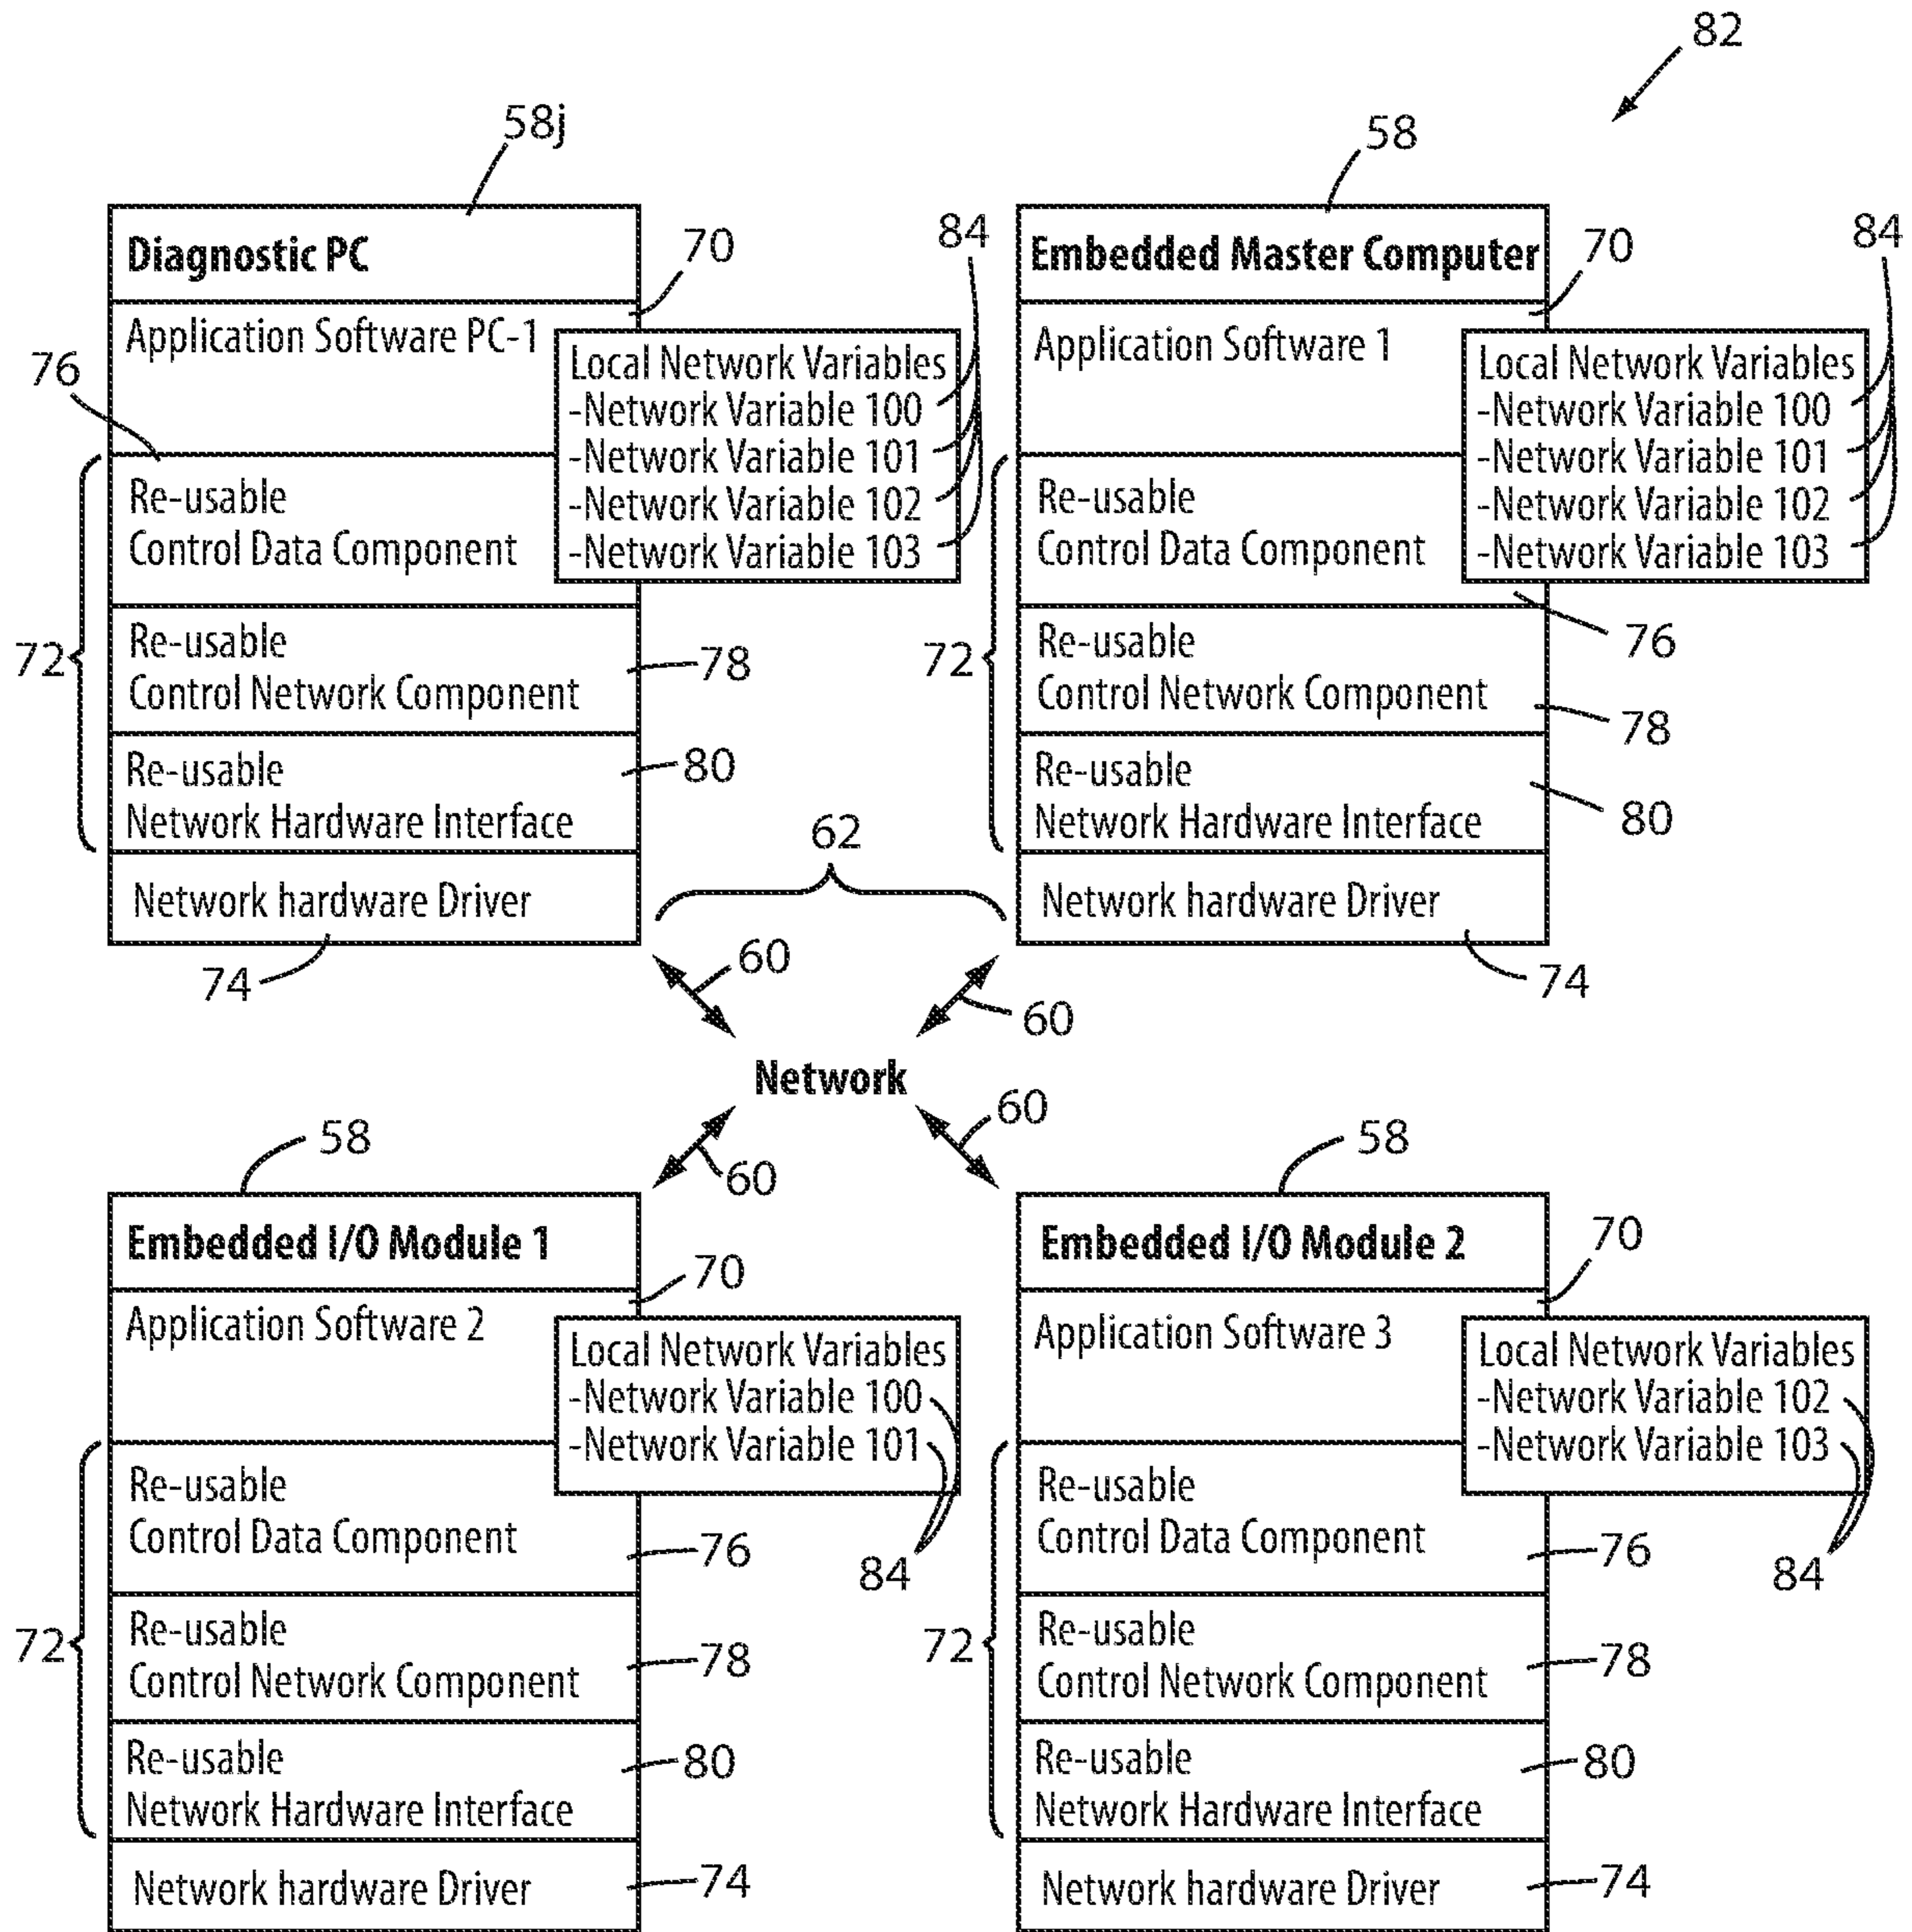 82
58j
58
Diagnostic PC
70
84
Embedded Master Computer
70
84
Application Software PC-1
Local Network Variables
-Network Variable 100
-Network Variable 101
-Network Variable 102
-Network Variable 103
Application Software 1
Local Network Variables
-Network Variable 100
-Network Variable 101
-Network Variable 102
-Network Variable 103
76
Re-usable
Control Data Component
Re-usable
Control Data Component
76
72
Re-usable
Control Network Component
78
72
Re-usable
Control Network Component
78
Re-usable
Network Hardware Interface
80
62
Re-usable
Network Hardware Interface
80
Network hardware Driver
74
Network hardware Driver
74
60
60
Network
60
60
58
58
Embedded I/O Module 1
70
Embedded I/O Module 2
70
Application Software 2
Local Network Variables
-Network Variable 100
-Network Variable 101
Application Software 3
Local Network Variables
-Network Variable 102
-Network Variable 103
Re-usable
Control Data Component
76
84
Re-usable
Control Data Component
76
84
72
Re-usable
Control Network Component
78
72
Re-usable
Control Network Component
78
Re-usable
Network Hardware Interface
80
Re-usable
Network Hardware Interface
80
Network hardware Driver
74
Network hardware Driver
74